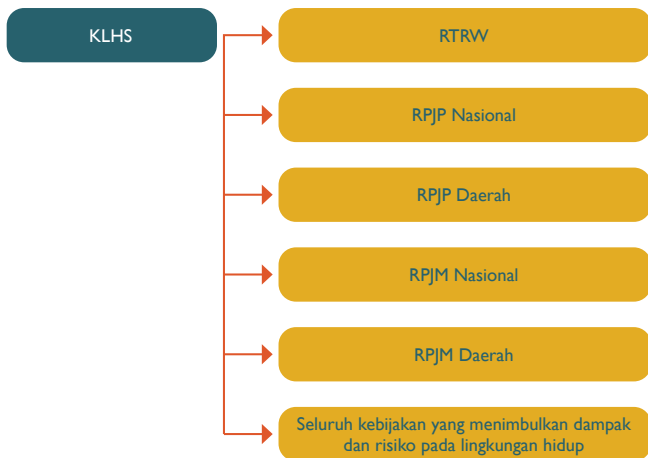 KLHS
RTRW
RPJP Nasional
RPJP Daerah
RPJM Nasional
RPJM Daerah
Seluruh kebijakan yang menimbulkan dampak
dan risiko pada lingkungan hidup